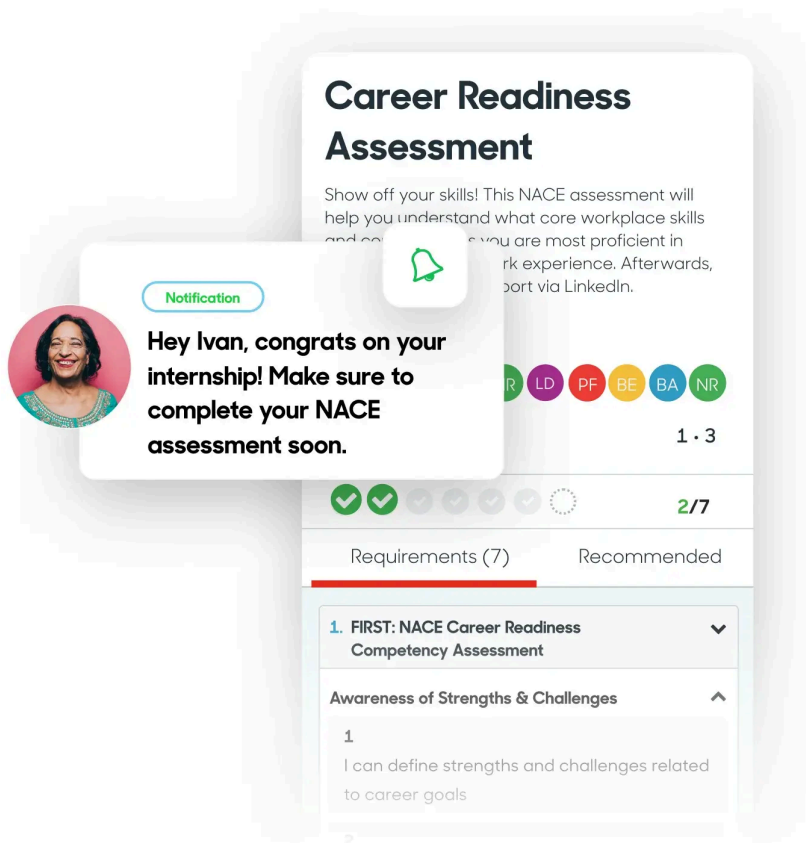 Career Readiness
Assessment
Show off your skills! This NACE assessment will
help you understand what core workplace skills
and you are most proficient in
experience. Afterwards,
via LinkedIn.
Notification
Hey Ivan, congrats on your
internship! Make sure to
complete your NACE
assessment soon.
LD PF BE BA NR
1 · 3
2/7
Requirements (7) Recommended
1. FIRST: NACE Career Readiness
Competency Assessment
Awareness of Strengths & Challenges
1
I can define strengths and challenges related
to career goals